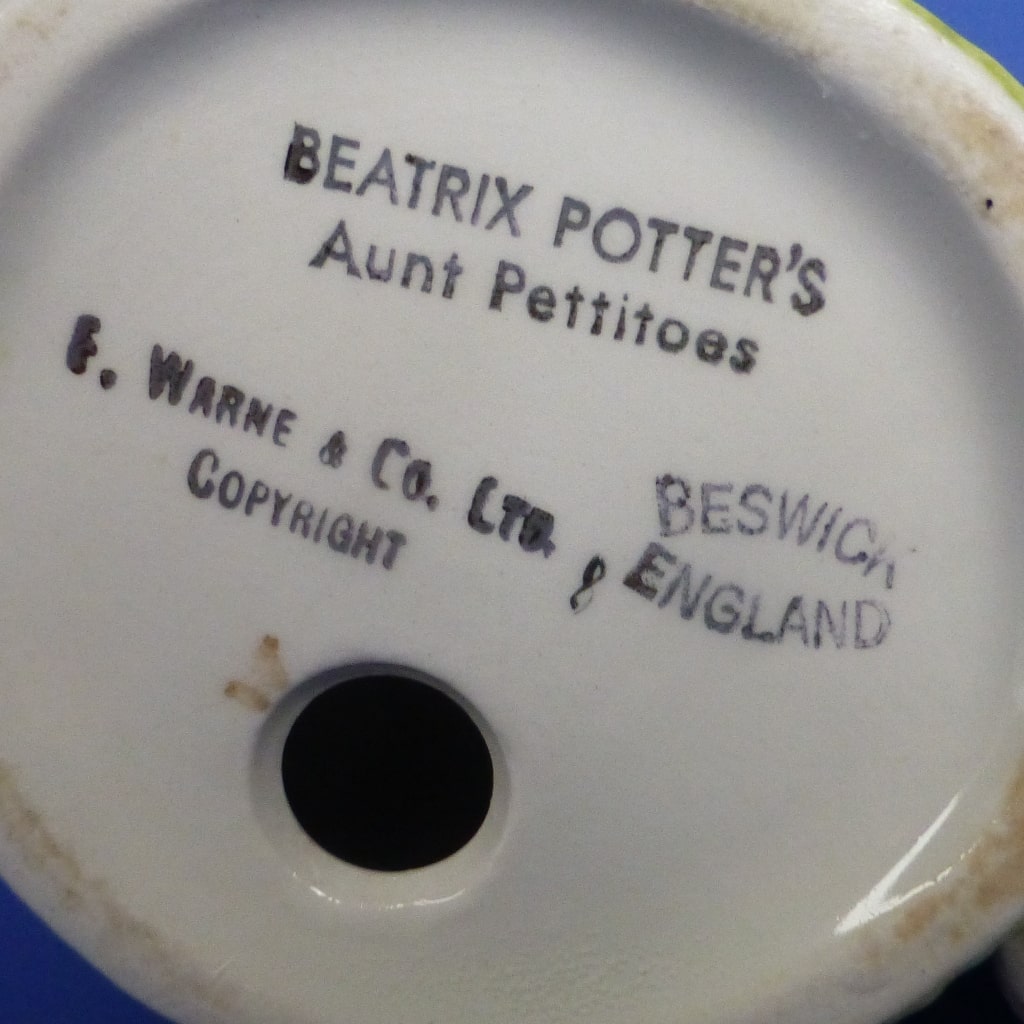 BEATRIX POTTER'S
Aunt Pettitoes
F. WARNE & CO. LTD.
COPYRIGHT
BESWICK
ENGLAND